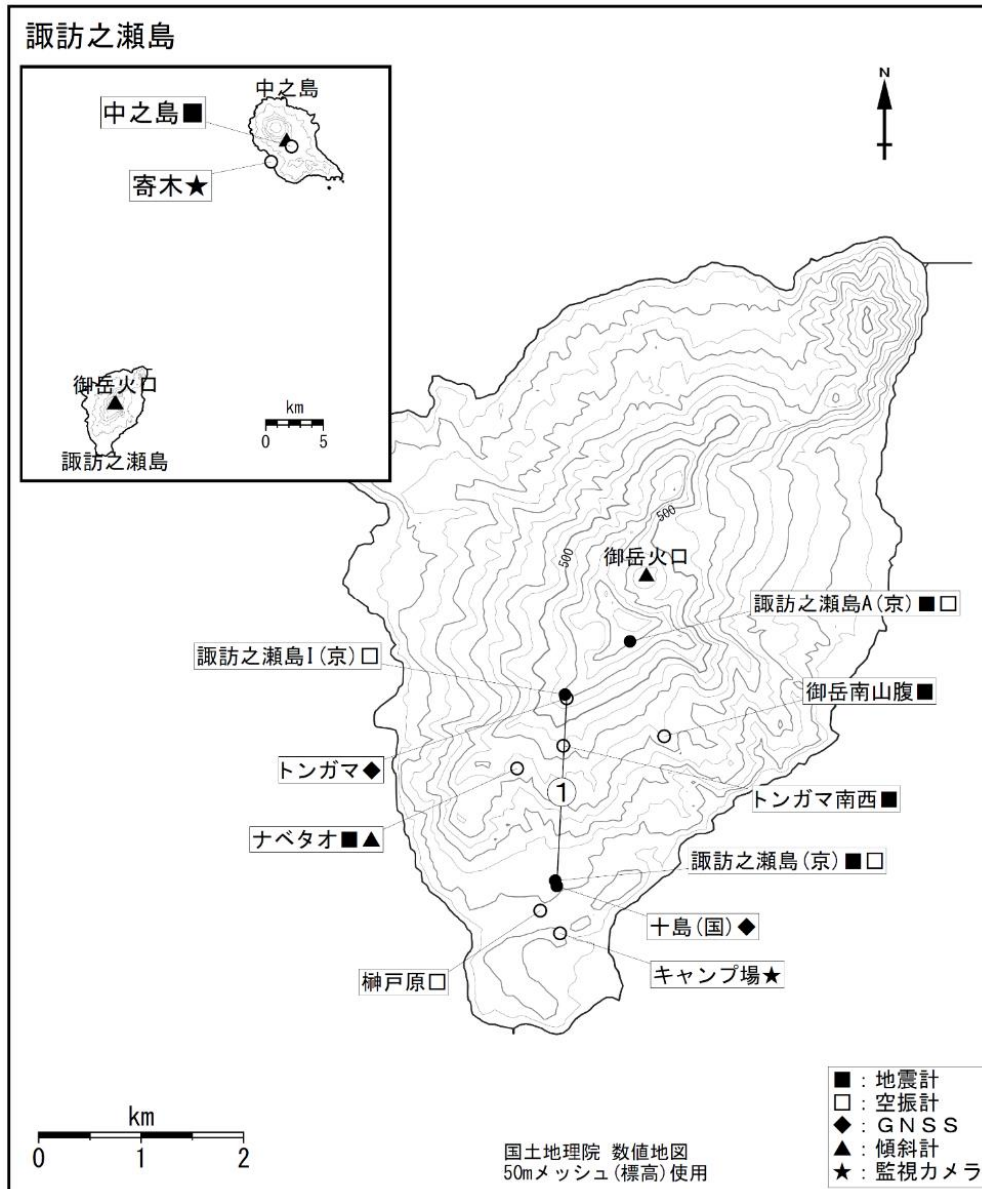 諏訪之瀬島
中之島
中之島■
寄木★
御岳火口
諏訪之瀬島
km
0 5
N
500
500
御岳火口
諏訪之瀬島A(京)■□
諏訪之瀬島I(京)□
御岳南山腹■
トンガマ◆
①
トンガマ南西■
ナベタオ■▲
諏訪之瀬島(京)■□
十島(国)◆
榊戸原□
キャンプ場★
km
0 1 2
国土地理院 数値地図
50mメッシュ(標高)使用
■:地震計
□:空振計
◆:GNSS
▲:傾斜計
★:監視カメラ